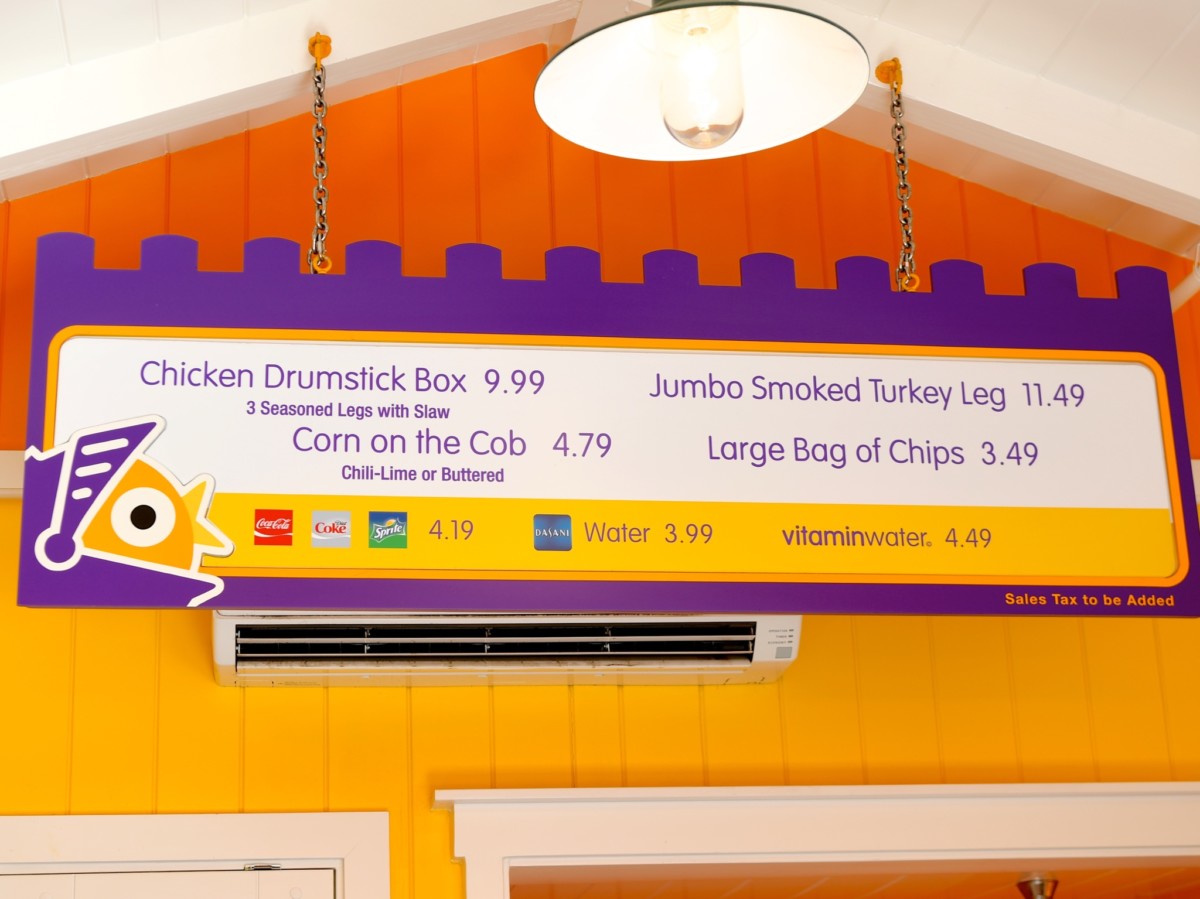 Chicken Drumstick Box 9.99
3 Seasoned Legs with Slaw
Corn on the Cob 4.79
Chili-Lime or Buttered
Jumbo Smoked Turkey Leg 11.49
Large Bag of Chips 3.49
Coca-Cola Diet Coke Sprite 4.19
DASANI Water 3.99
vitaminwater® 4.49
Sales Tax to be Added